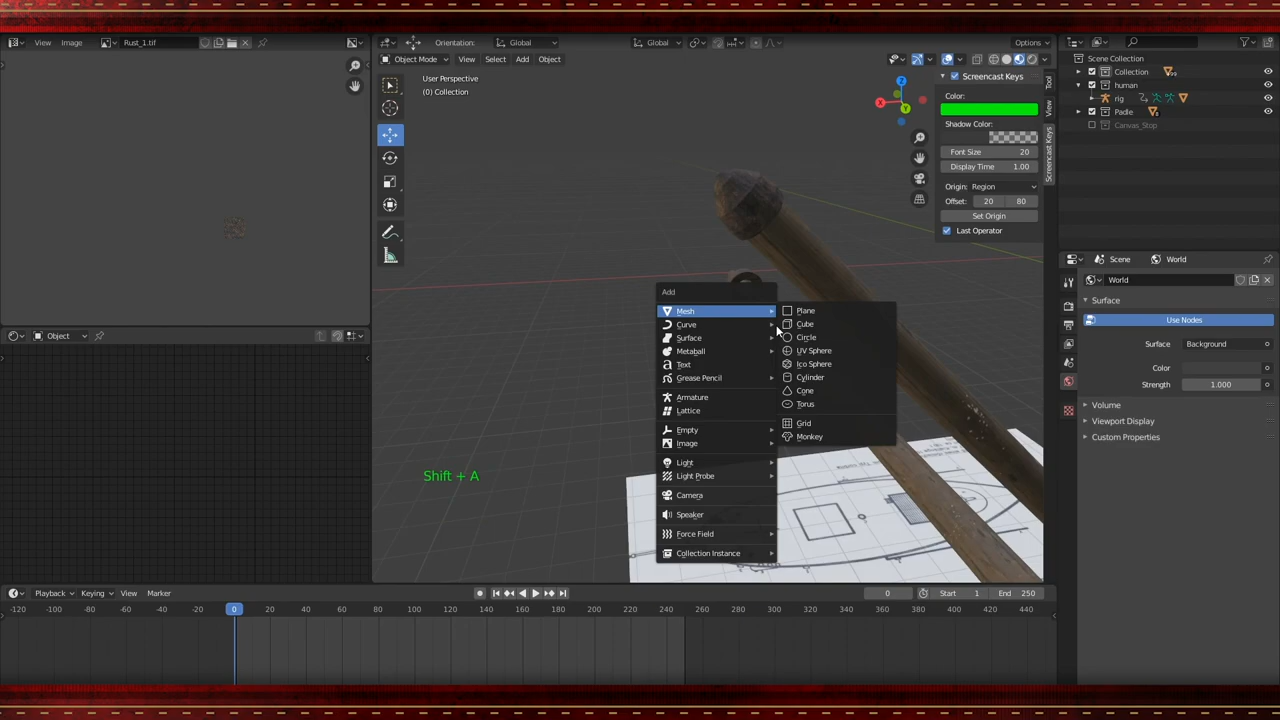 View Image Rust_1.tif
Orientation: Global Global Options
Object Mode View Select Add Object
User Perspective
(0) Collection
Screencast Keys
Color:
Shadow Color:
Font Size 20
Display Time 1.00
Origin: Region
Offset: 20 80
Set Origin
Last Operator
Tool
View
Screencast Keys
Scene Collection
Collection 99
human
rig
Padle
Canvas_Stop
Scene World
World
Surface
Use Nodes
Surface: Background
Color
Strength 1.000
Volume
Viewport Display
Custom Properties
Add
Mesh
Curve
Surface
Metaball
Text
Grease Pencil
Armature
Lattice
Empty
Image
Light
Light Probe
Camera
Speaker
Force Field
Collection Instance
Plane
Cube
Circle
UV Sphere
Ico Sphere
Cylinder
Cone
Torus
Grid
Monkey
Shift + A
Object
X
Y
Z
Playback Keying View Marker
0 Start 1 End 250
-120 -100 -80 -60 -40 -20 0 20 40 60 80 100 120 140 160 180 200 220 240 260 280 300 320 340 360 380 400 420 440